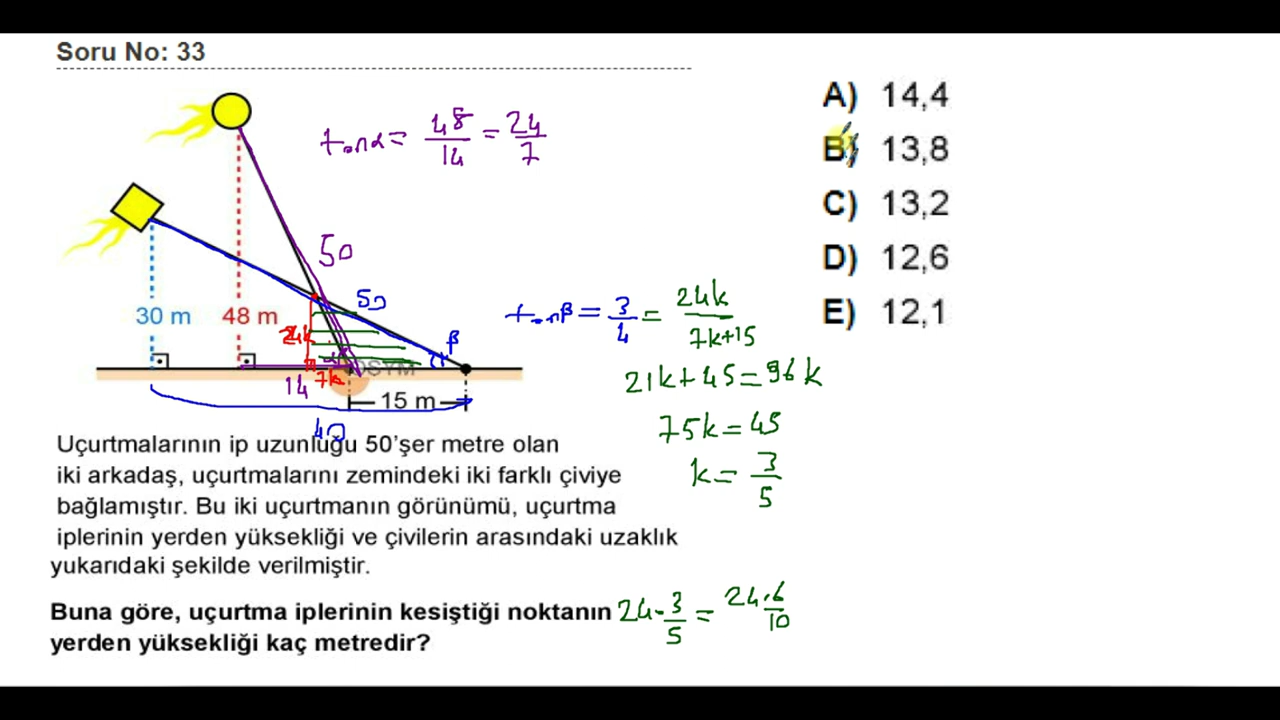 Soru No: 33
A) 14,4
B) 13,8
C) 13,2
D) 12,6
E) 12,1
tanα = 48/14 = 24/7
50
50
30 m
48 m
24k
β
α
ÖSYM
14
7k
15 m
40
tanβ = 3/4 = 24k/7k+15
21k+45=96k
75k=45
k=3/5
Uçurtmalarının ip uzunluğu 50'şer metre olan
iki arkadaş, uçurtmalarını zemindeki iki farklı çiviye
bağlamıştır. Bu iki uçurtmanın görünümü, uçurtma
iplerinin yerden yüksekliği ve çivilerin arasındaki uzaklık
yukarıdaki şekilde verilmiştir.
Buna göre, uçurtma iplerinin kesiştiği noktanın
yerden yüksekliği kaç metredir?
24·3/5 = 24·6/10